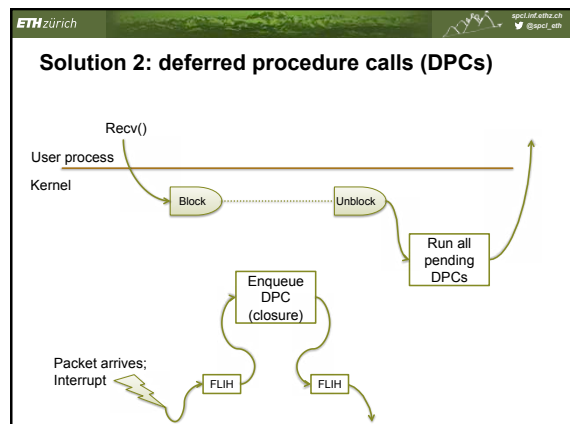 ETHzürich
spcl.inf.ethz.ch
@spcl_eth
Solution 2: deferred procedure calls (DPCs)
Recv()
User process
Kernel
Block
Unblock
Run all
pending
DPCs
Enqueue
DPC
(closure)
Packet arrives;
Interrupt
FLIH
FLIH